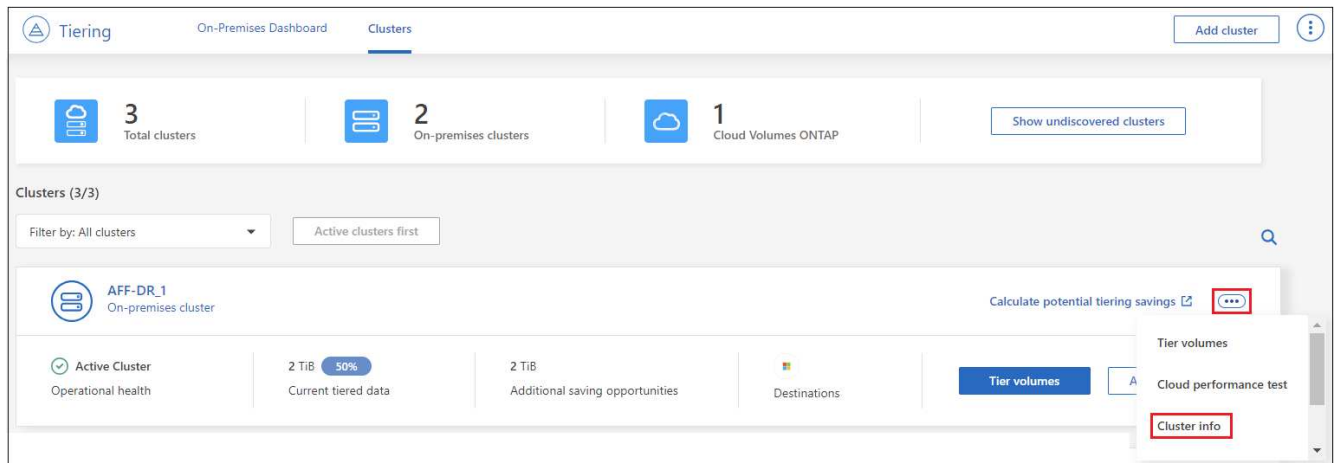 Tiering
On-Premises Dashboard
Clusters
Add cluster
3
Total clusters
2
On-premises clusters
1
Cloud Volumes ONTAP
Show undiscovered clusters
Clusters (3/3)
Filter by: All clusters
Active clusters first
AFF-DR_1
On-premises cluster
Calculate potential tiering savings
Active Cluster
Operational health
2 TiB 50%
Current tiered data
2 TiB
Additional saving opportunities
Destinations
Tier volumes
A
Tier volumes
Cloud performance test
Cluster info